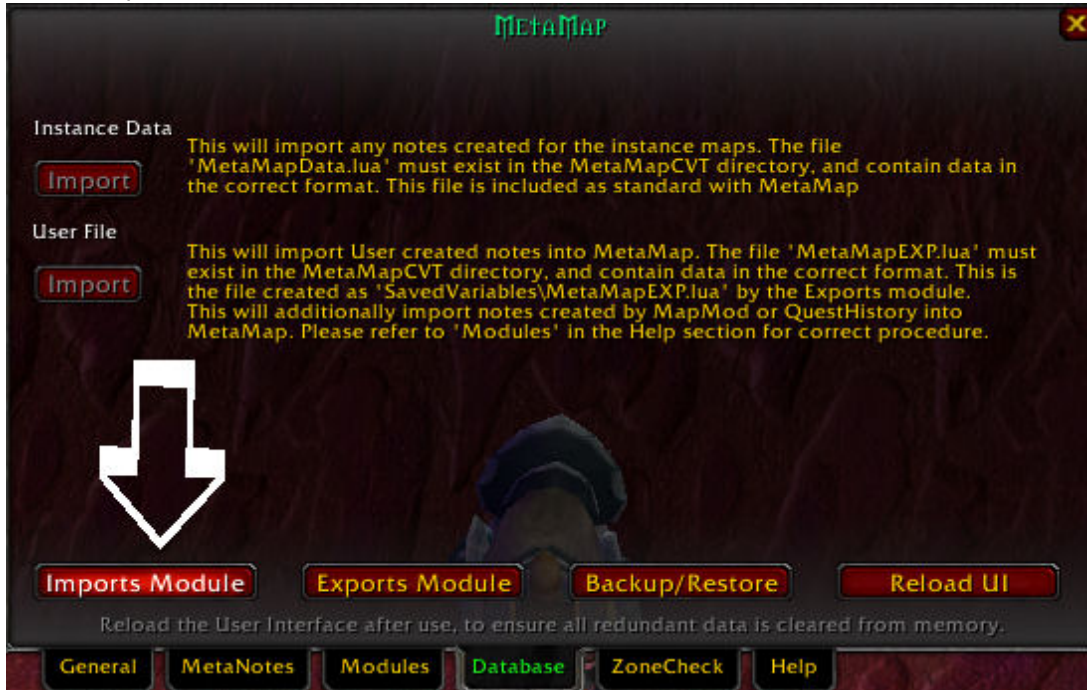 MetaMap
Instance Data
This will import any notes created for the instance maps. The file
'MetaMapData.lua' must exist in the MetaMapCVT directory, and contain data in
the correct format. This file is included as standard with MetaMap
Import
User File
This will import User created notes into MetaMap. The file 'MetaMapEXP.lua' must
exist in the MetaMapCVT directory, and contain data in the correct format. This is
the file created as 'SavedVariables\MetaMapEXP.lua' by the Exports module.
This will additionally import notes created by MapMod or QuestHistory into
MetaMap. Please refer to 'Modules' in the Help section for correct procedure.
Import
Imports Module
Exports Module
Backup/Restore
Reload UI
Reload the User Interface after use, to ensure all redundant data is cleared from memory.
General
MetaNotes
Modules
Database
ZoneCheck
Help